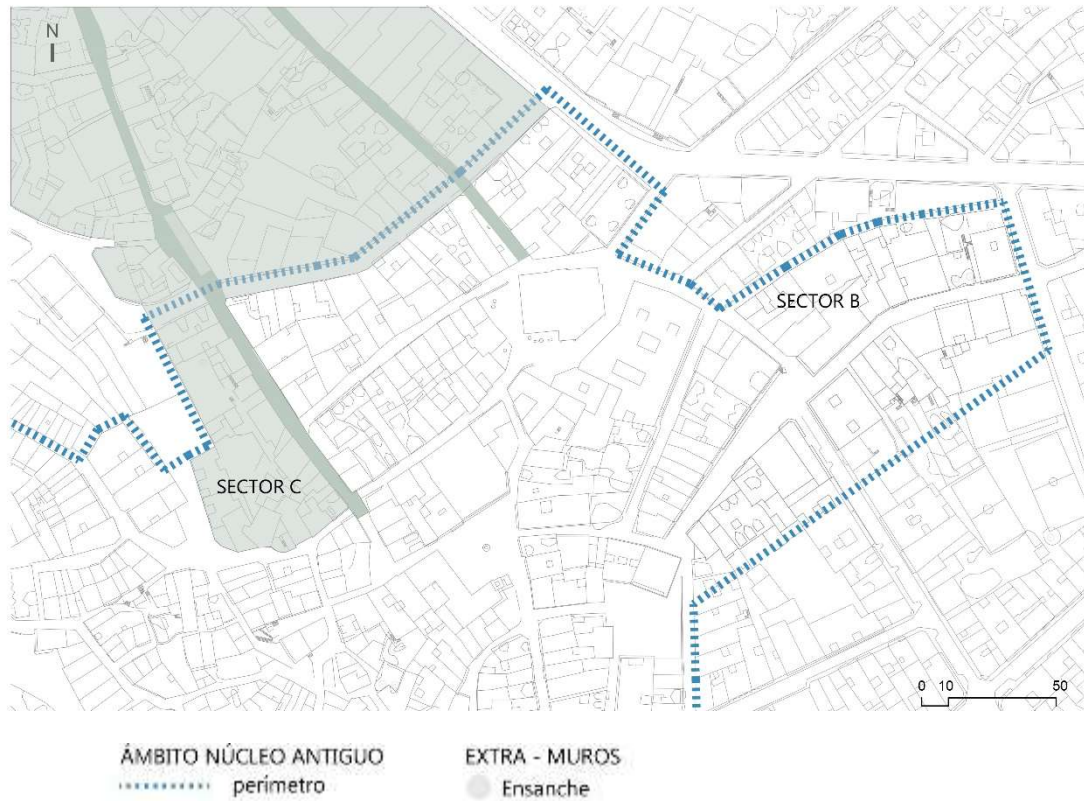 N
SECTOR B
SECTOR C
0 10 50
ÁMBITO NÚCLEO ANTIGUO
perímetro
EXTRA - MUROS
Ensanche